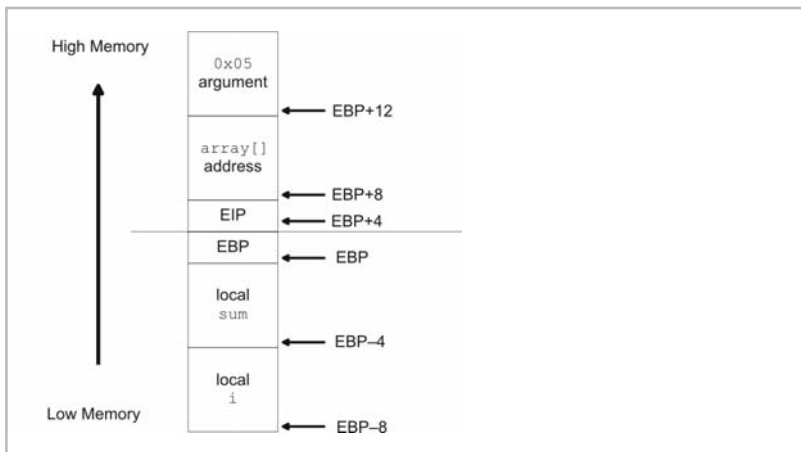 High Memory
0x05
argument
EBP+12
array[]
address
EBP+8
EIP
EBP+4
EBP
EBP
local
sum
EBP–4
local
i
Low Memory
EBP–8